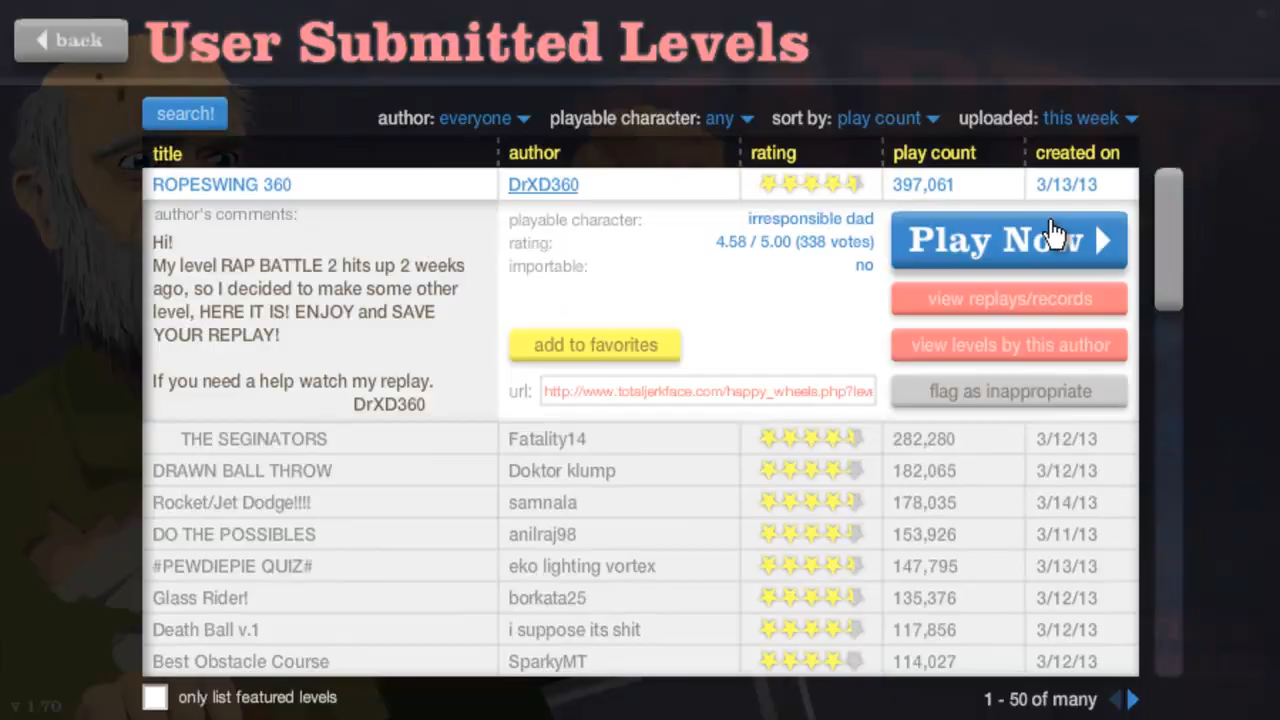 back
User Submitted Levels
search!
author: everyone playable character: any sort by: play count uploaded: this week
title author rating play count created on
ROPESWING 360 DrXD360 397,061 3/13/13
author's comments:
Hi!
My level RAP BATTLE 2 hits up 2 weeks
ago, so I decided to make some other
level, HERE IT IS! ENJOY and SAVE
YOUR REPLAY!
If you need a help watch my replay.
DrXD360
playable character: irresponsible dad
rating: 4.58 / 5.00 (338 votes)
importable: no
add to favorites
url: http://www.totaljerkface.com/happy_wheels.php?lev
Play Now
view replays/records
view levels by this author
flag as inappropriate
THE SEGINATORS Fatality14 282,280 3/12/13
DRAWN BALL THROW Doktor klump 182,065 3/12/13
Rocket/Jet Dodge!!!! samnala 178,035 3/14/13
DO THE POSSIBLES anilraj98 153,926 3/11/13
#PEWDIEPIE QUIZ# eko lighting vortex 147,795 3/13/13
Glass Rider! borkata25 135,376 3/12/13
Death Ball v.1 i suppose its shit 117,856 3/12/13
Best Obstacle Course SparkyMT 114,027 3/12/13
only list featured levels
1 - 50 of many
v 1.70